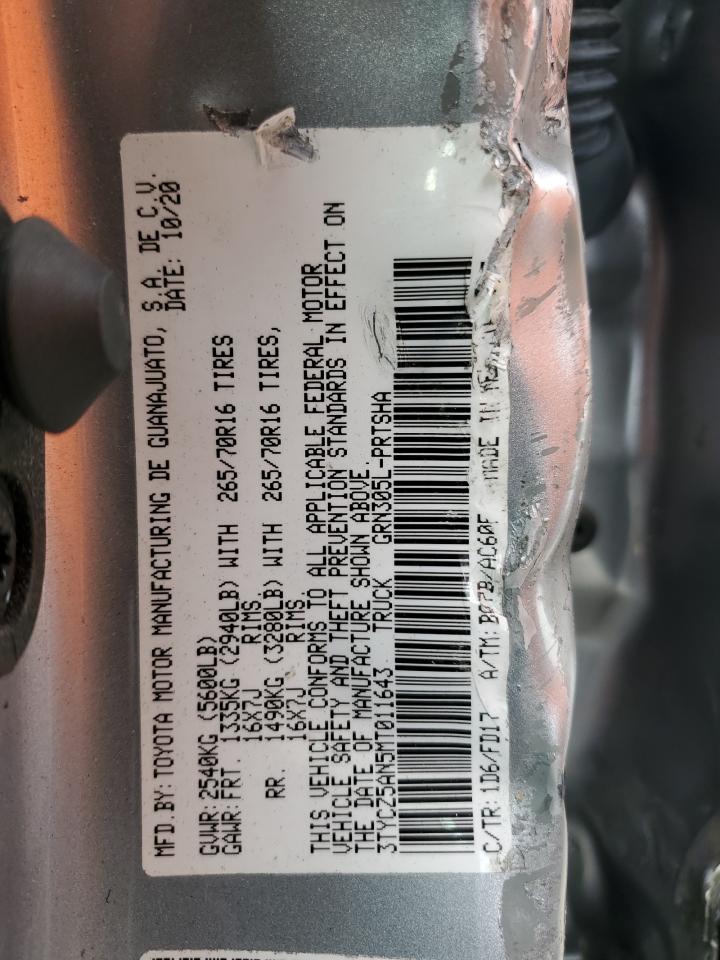 MFD.BY: TOYOTA MOTOR MANUFACTURING DE GUANAJUATO, S.A. DE C.V.
DATE: 10/20
GVWR: 2540KG (5600LB)
GAWR: FRT. 1335KG (2940LB) WITH 265/70R16 TIRES
16X7J RIMS
RR. 1490KG (3280LB) WITH 265/70R16 TIRES,
16X7J RIMS
THIS VEHICLE CONFORMS TO ALL APPLICABLE FEDERAL MOTOR
VEHICLE SAFETY AND THEFT PREVENTION STANDARDS IN EFFECT ON
THE DATE OF MANUFACTURE SHOWN ABOVE.
3TYCZ5AN5MT011643 TRUCK GRN305L-PRTSHA
C/TR: 1D6/FD17 A/TM: B07B/AC60F MADE IN